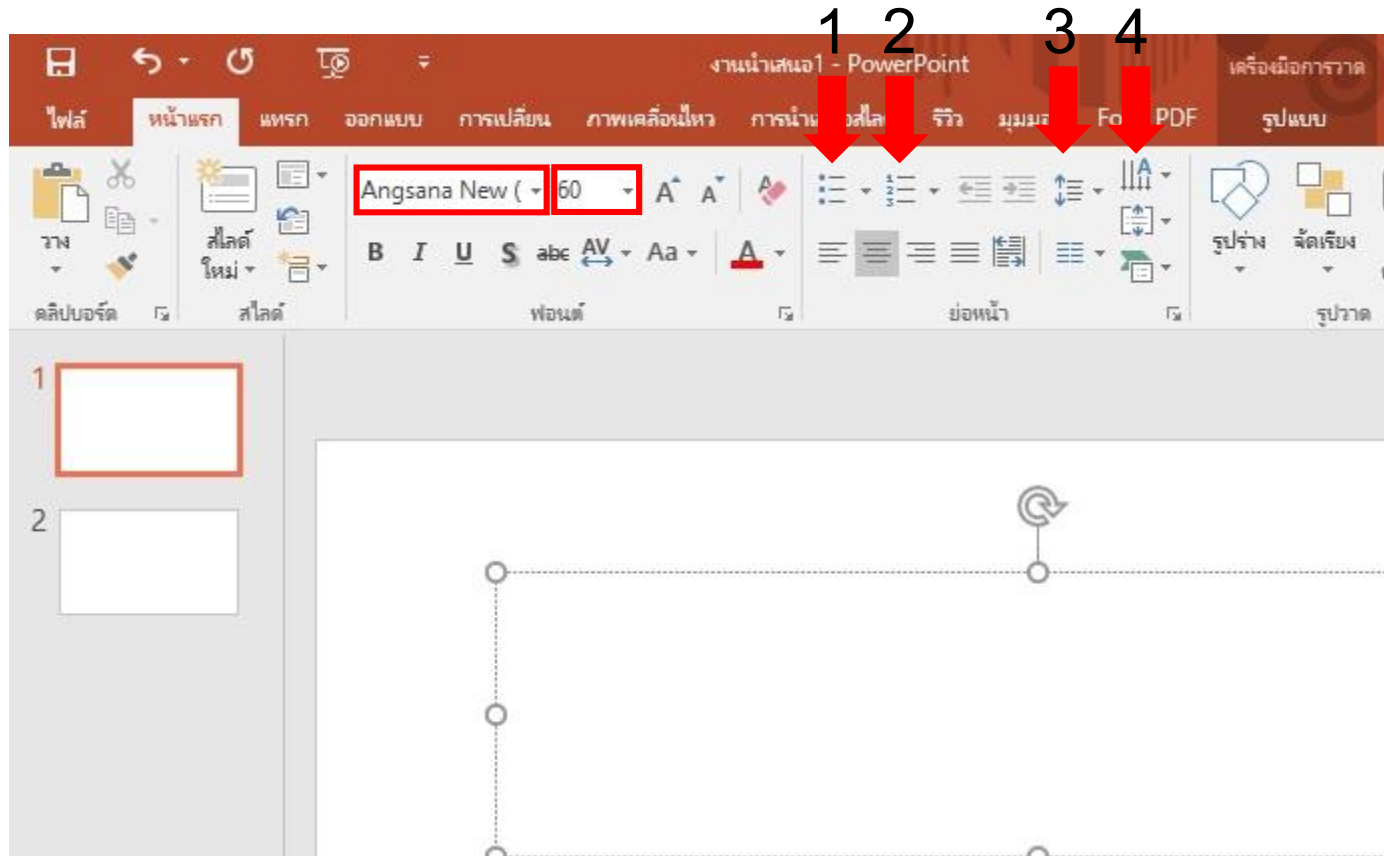 1 2 3 4
งานนำเสนอ1 - PowerPoint
เครื่องมือการวาด
ไฟล์ หน้าแรก แทรก ออกแบบ การเปลี่ยน ภาพเคลื่อนไหว รีวิว PDF รูปแบบ
Angsana New ( 60 A A
วาง
สไลด์
ใหม่
B I U S abc AV Aa A
รูปร่าง จัดเรียง
คลิปบอร์ด สไลด์ ฟอนต์ ย่อหน้า รูปวาด
1
2